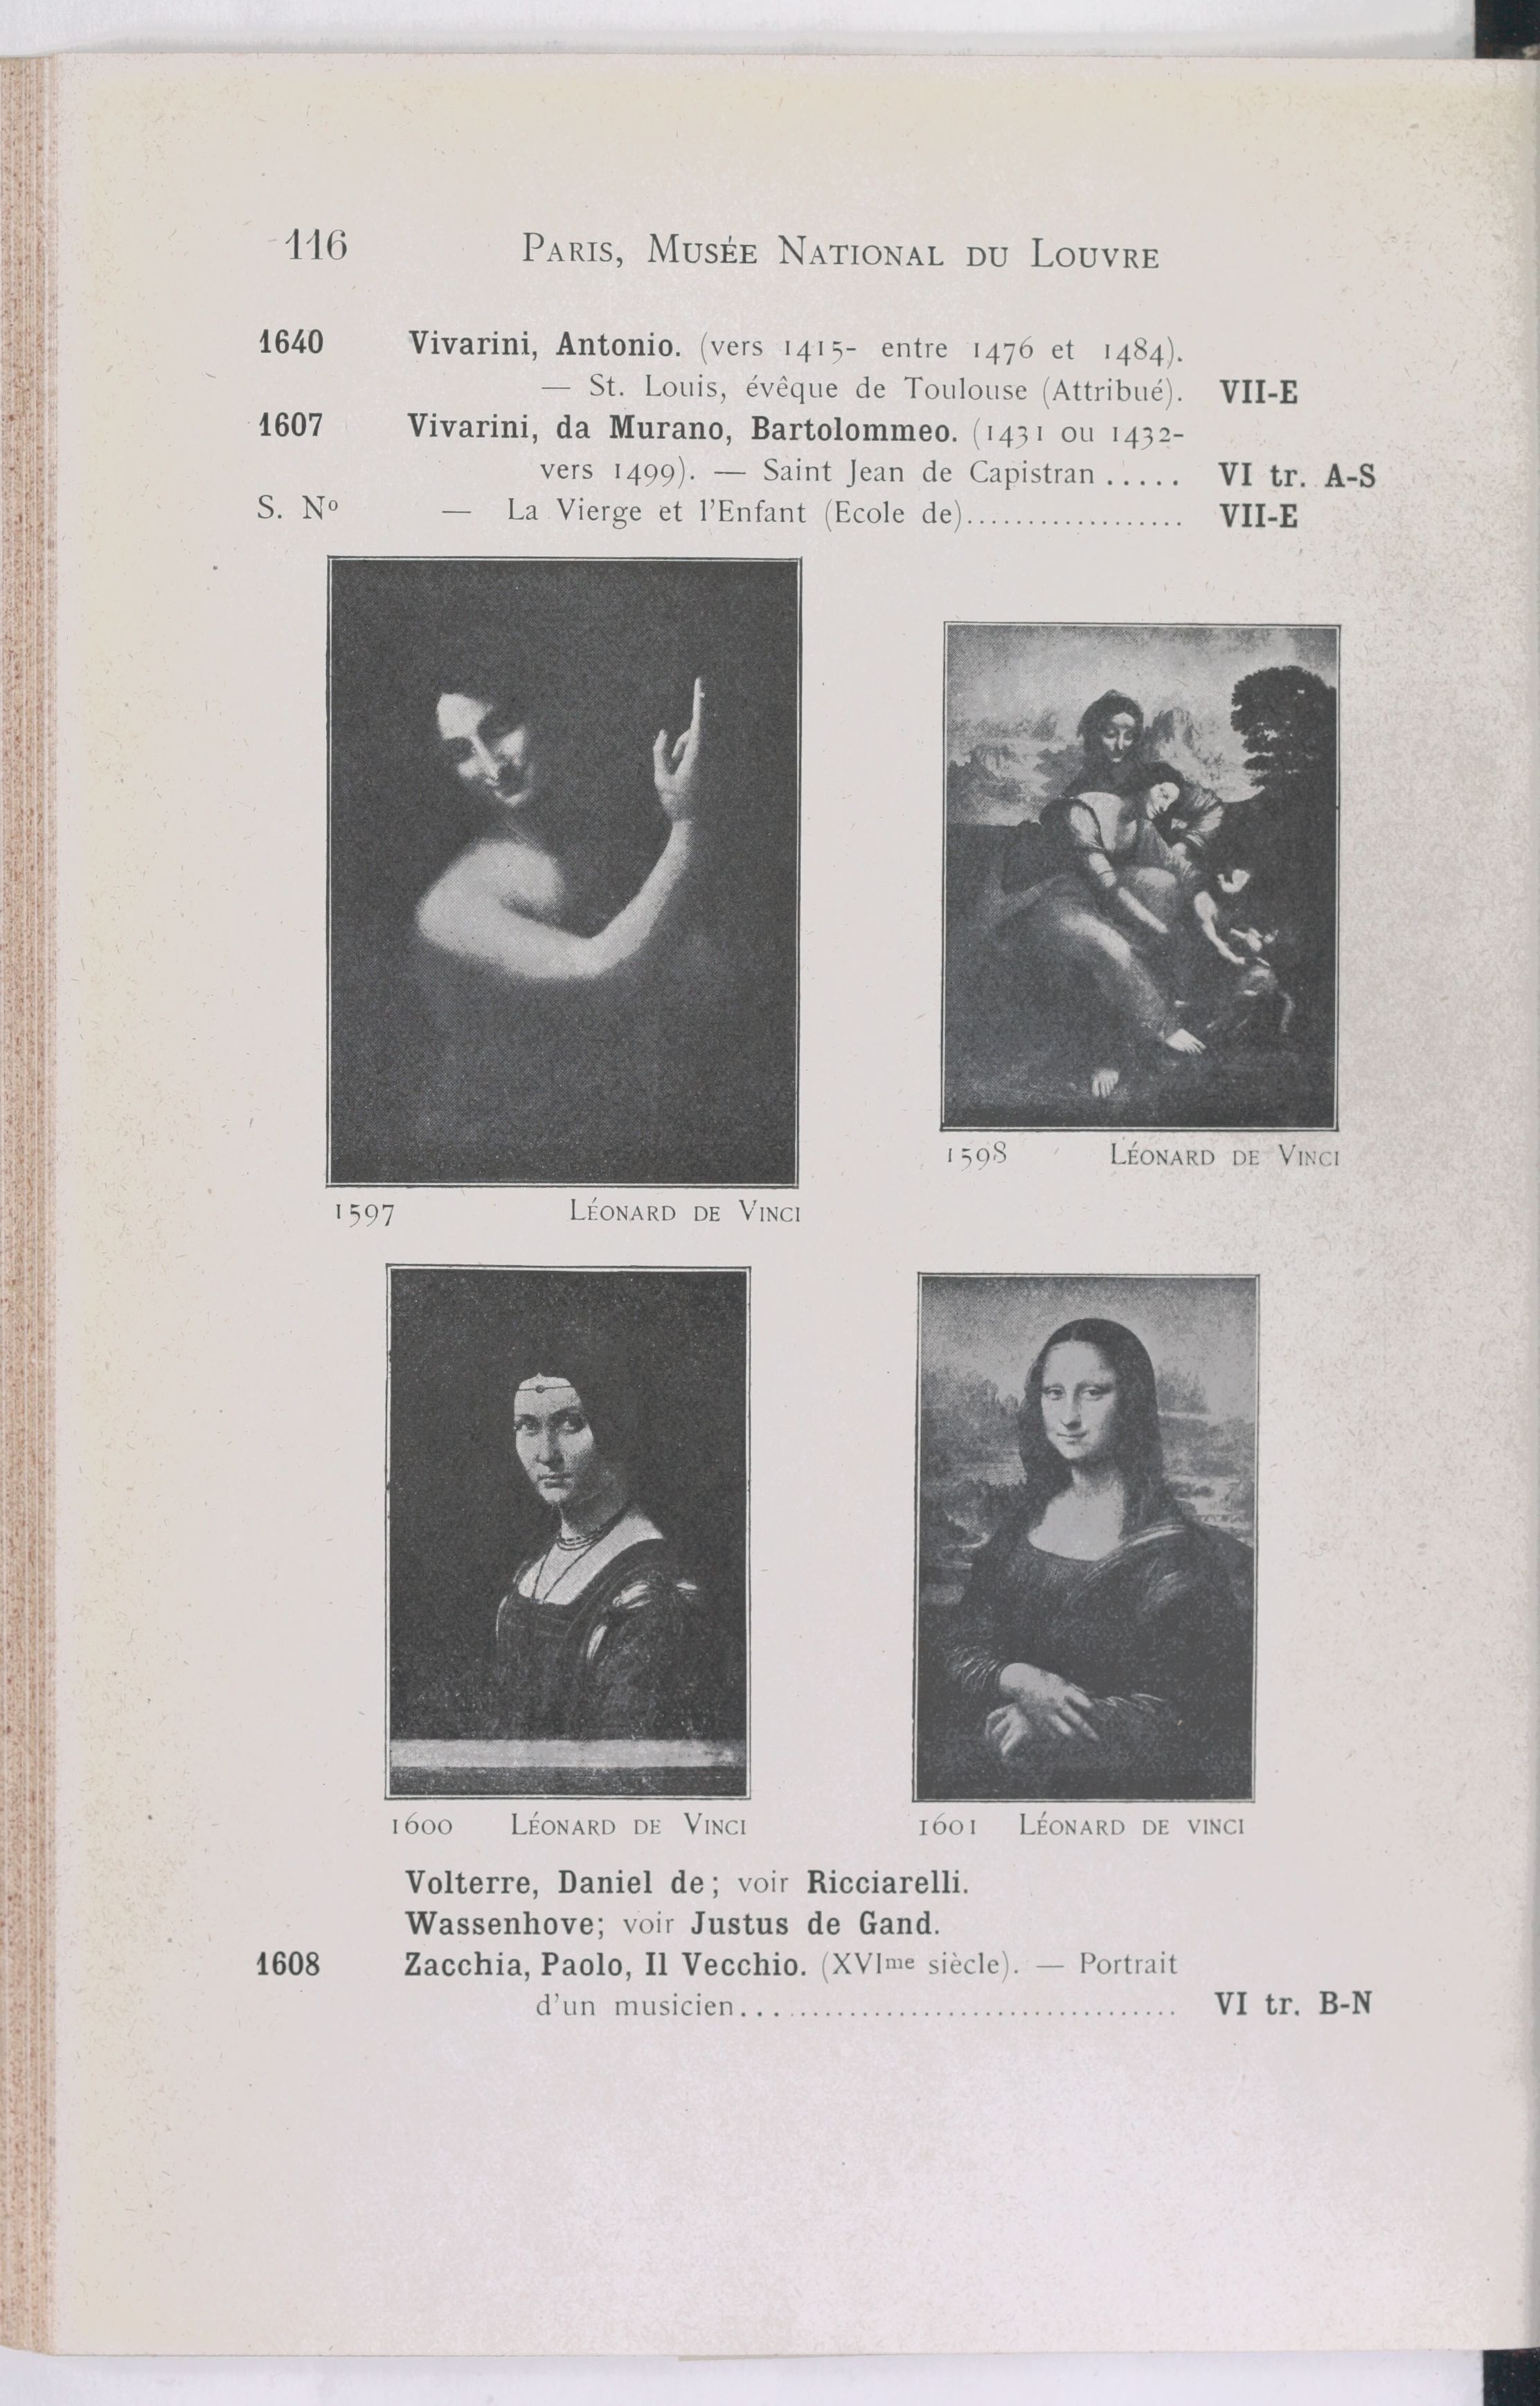 116 PARIS, MUSÉE NATIONAL DU LOUVRE
1640 Vivarini, Antonio. (vers 1415- entre 1476 et 1484).
— St. Louis, évêque de Toulouse (Attribué). VII-E
1607 Vivarini, da Murano, Bartolommeo. (1431 ou 1432-
vers 1499). — Saint Jean de Capistran ..... VI tr. A-S
S. Nº — La Vierge et l'Enfant (Ecole de).................. VII-E
1598 LÉONARD DE VINCI
1597 LÉONARD DE VINCI
1600 LÉONARD DE VINCI
1601 LÉONARD DE VINCI
Volterre, Daniel de; voir Ricciarelli.
Wassenhove; voir Justus de Gand.
1608 Zacchia, Paolo, Il Vecchio. (XVIme siècle). — Portrait
d'un musicien.................................... VI tr. B-N